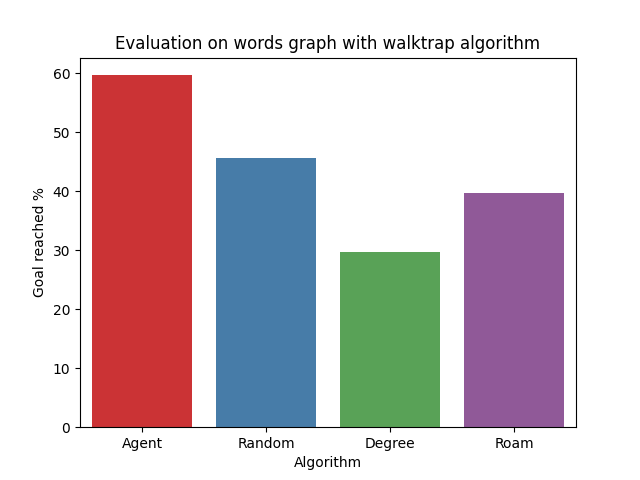 Evaluation on words graph with walktrap algorithm
Goal reached %
60
50
40
30
20
10
0
Agent Random Degree Roam
Algorithm